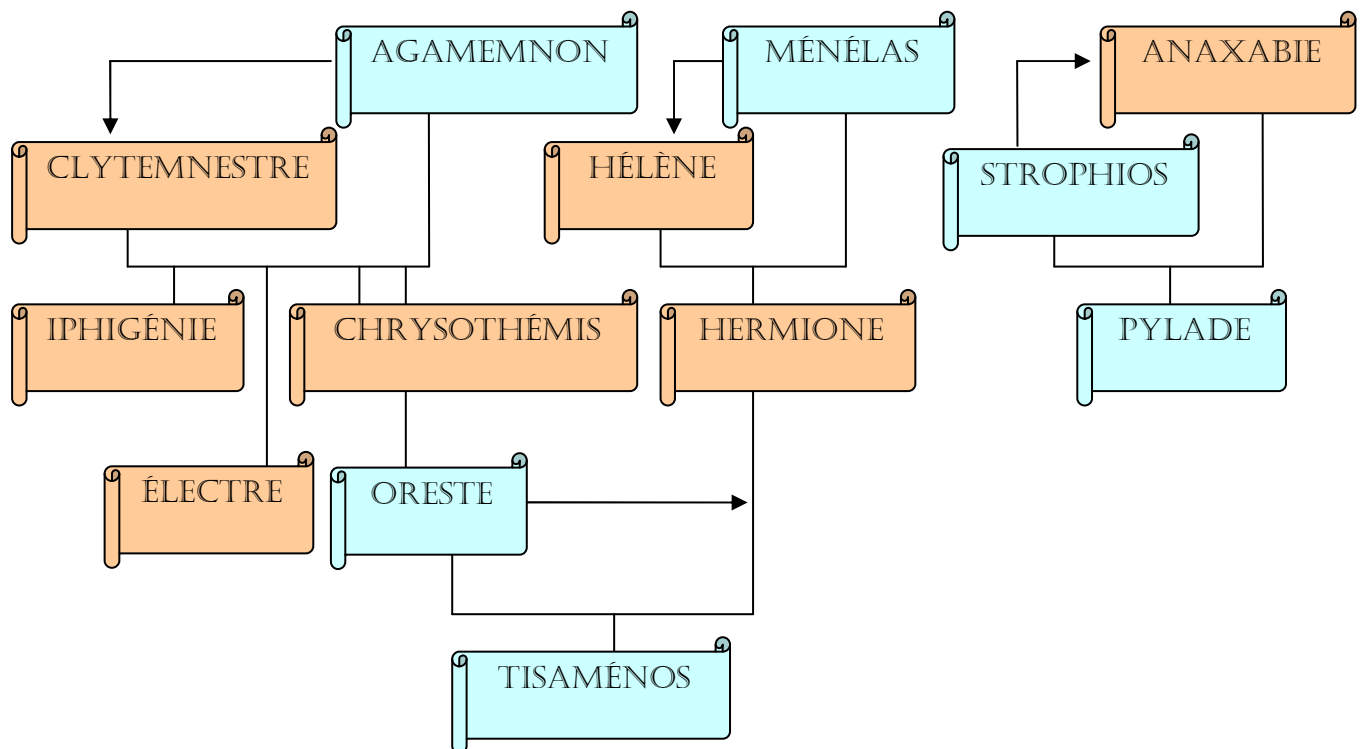 AGAMEMNON
MÉNÉLAS
ANAXABIE
CLYTEMNESTRE
HÉLÈNE
STROPHIOS
IPHIGÉNIE
CHRYSOTHÉMIS
HERMIONE
PYLADE
ÉLECTRE
ORESTE
TISAMÉNOS